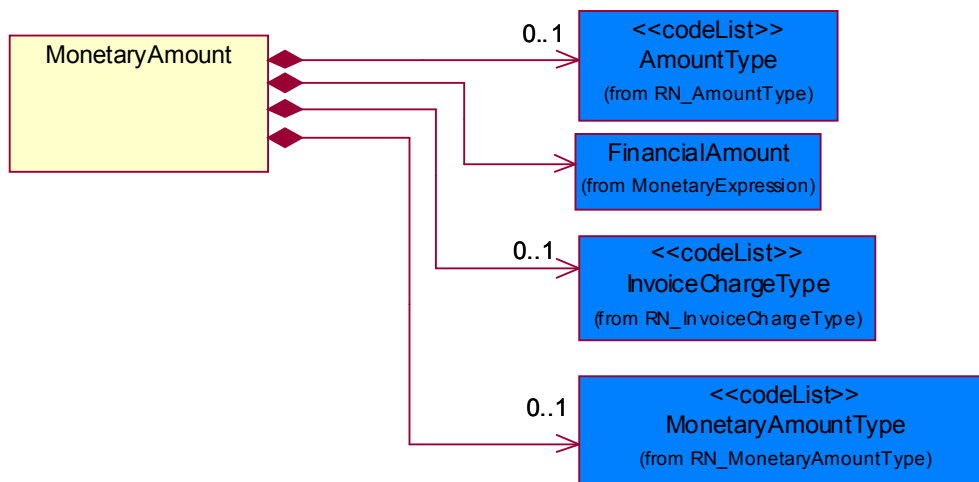 MonetaryAmount
0..1
<<codeList>>
AmountType
(from RN_AmountType)
FinancialAmount
(from MonetaryExpression)
0..1
<<codeList>>
InvoiceChargeType
(from RN_InvoiceChargeType)
0..1
<<codeList>>
MonetaryAmountType
(from RN_MonetaryAmountType)